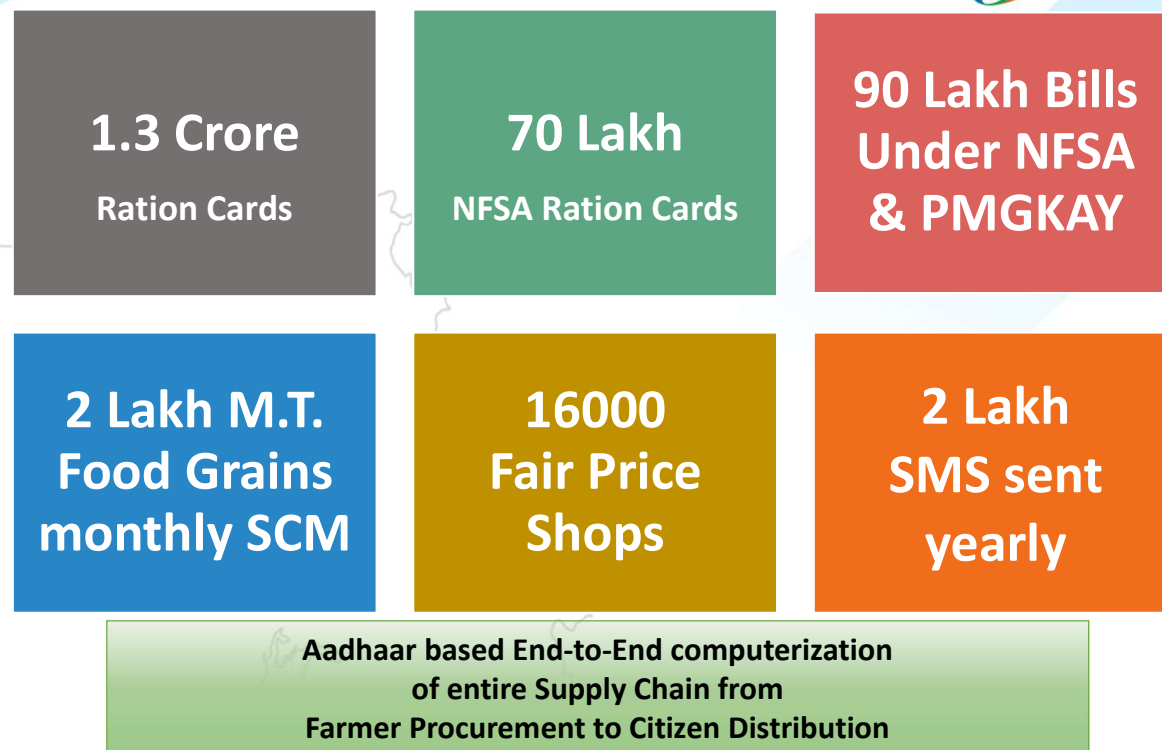 1.3 Crore
Ration Cards
70 Lakh
NFSA Ration Cards
90 Lakh Bills
Under NFSA
& PMGKAY
2 Lakh M.T.
Food Grains
monthly SCM
16000
Fair Price
Shops
2 Lakh
SMS sent
yearly
Aadhaar based End-to-End computerization
of entire Supply Chain from
Farmer Procurement to Citizen Distribution